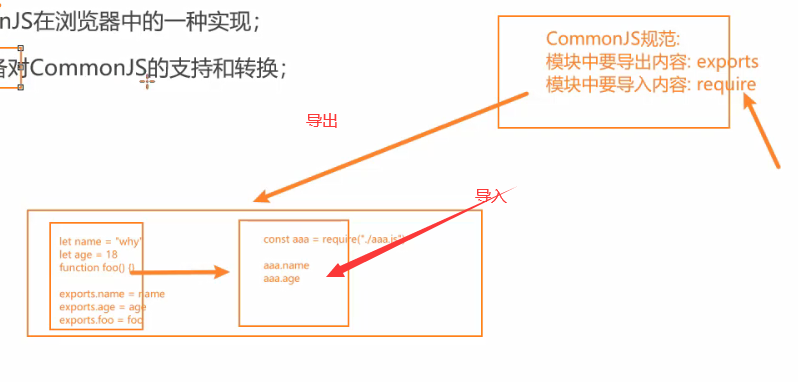 nJS在浏览器中的一种实现；
备对CommonJS的支持和转换；
CommonJS规范:
模块中要导出内容: exports
模块中要导入内容: require
导出
导入
let name = "why"
let age = 18
function foo() {}
exports.name = name
exports.age = age
exports.foo = foo
const aaa = require("./aaa.js")
aaa.name
aaa.age